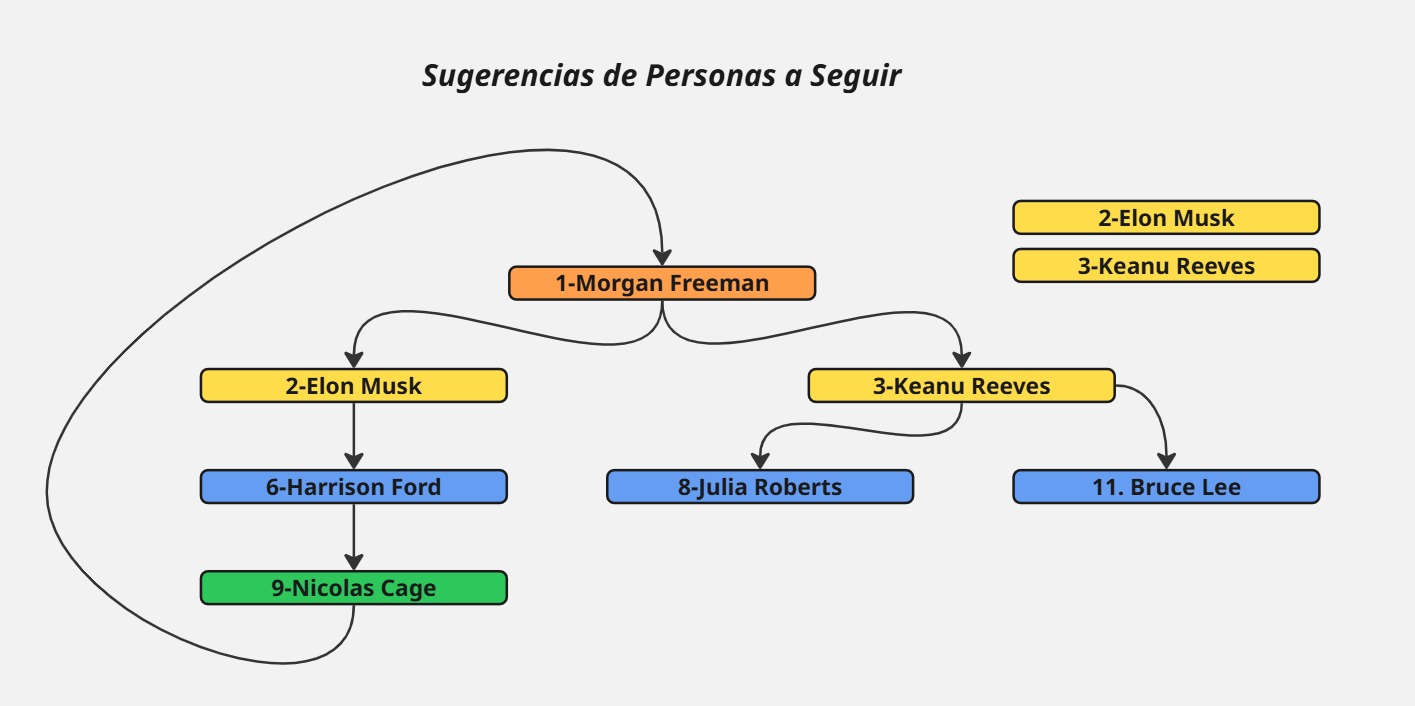 Sugerencias de Personas a Seguir
2-Elon Musk
3-Keanu Reeves
1-Morgan Freeman
2-Elon Musk
3-Keanu Reeves
6-Harrison Ford
8-Julia Roberts
11. Bruce Lee
9-Nicolas Cage